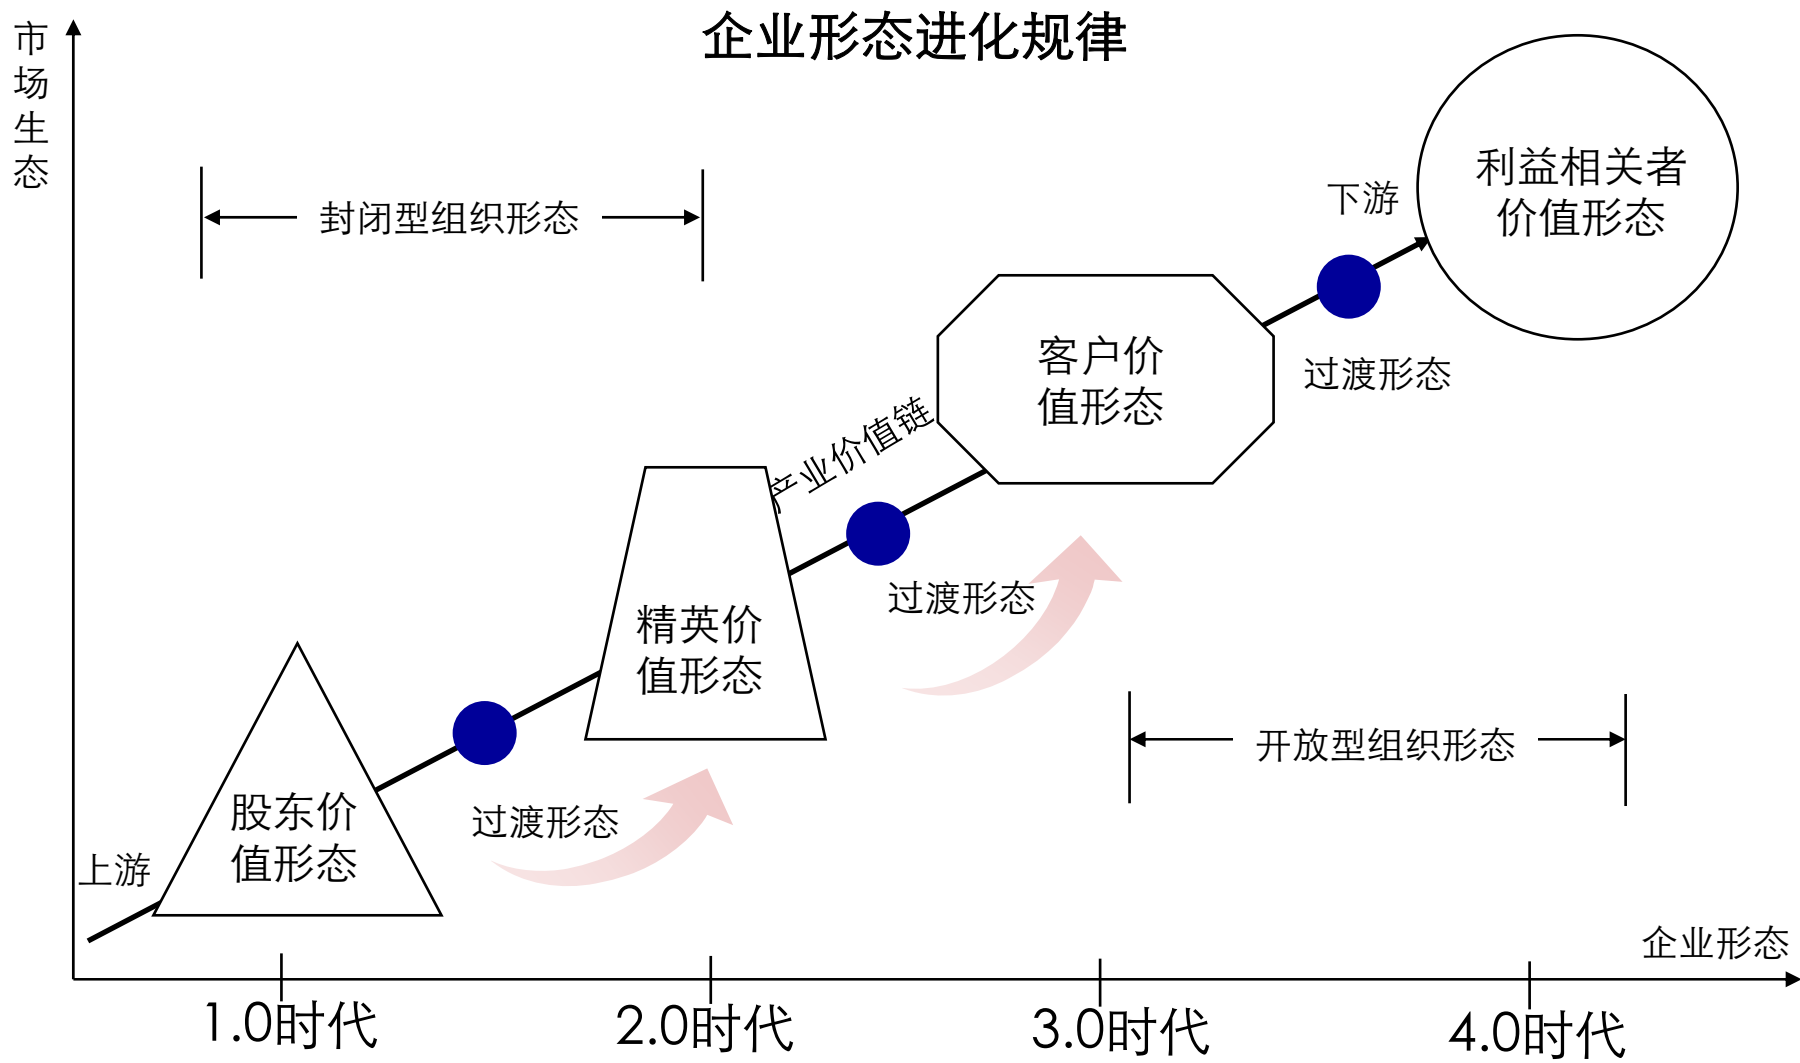 企业形态进化规律
市场生态
封闭型组织形态
下游
利益相关者
价值形态
客户价
值形态
过渡形态
产业价值链
过渡形态
精英价
值形态
开放型组织形态
过渡形态
股东价
值形态
上游
企业形态
1.0时代
2.0时代
3.0时代
4.0时代